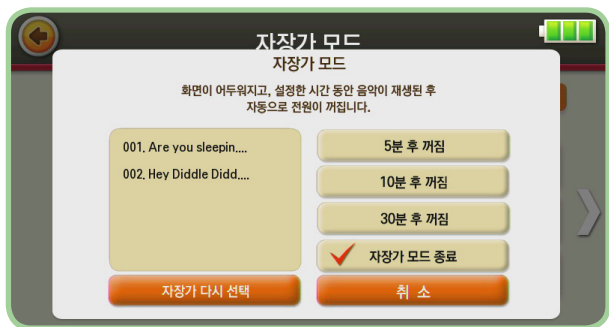 자장가 모드
자장가 모드
화면이 어두워지고, 설정한 시간 동안 음악이 재생된 후
자동으로 전원이 꺼집니다.
001. Are you sleepin....
002. Hey Diddle Didd....
5분 후 꺼짐
10분 후 꺼짐
30분 후 꺼짐
자장가 모드 종료
자장가 다시 선택
취 소